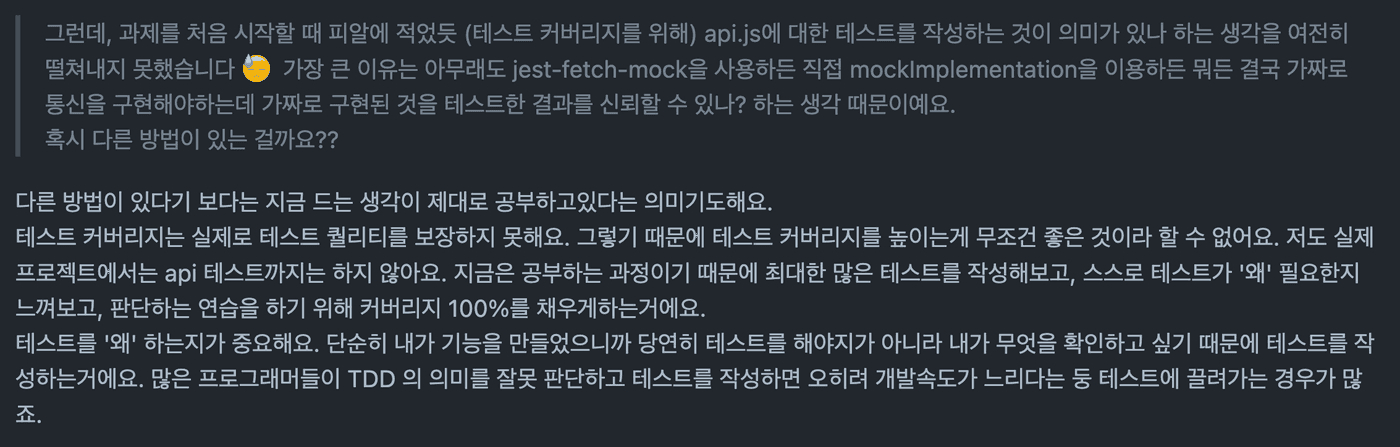 그런데, 과제를 처음 시작할 때 피알에 적었듯 (테스트 커버리지를 위해) api.js에 대한 테스트를 작성하는 것이 의미가 있나 하는 생각을 여전히
떨쳐내지 못했습니다 😓 가장 큰 이유는 아무래도 jest-fetch-mock을 사용하든 직접 mockImplementation을 이용하든 뭐든 결국 가짜로
통신을 구현해야하는데 가짜로 구현된 것을 테스트한 결과를 신뢰할 수 있나? 하는 생각 때문이예요.
혹시 다른 방법이 있는 걸까요??
다른 방법이 있다기 보다는 지금 드는 생각이 제대로 공부하고있다는 의미기도해요.
테스트 커버리지는 실제로 테스트 퀄리티를 보장하지 못해요. 그렇기 때문에 테스트 커버리지를 높이는게 무조건 좋은 것이라 할 수 없어요. 저도 실제
프로젝트에서는 api 테스트까지는 하지 않아요. 지금은 공부하는 과정이기 때문에 최대한 많은 테스트를 작성해보고, 스스로 테스트가 '왜' 필요한지
느껴보고, 판단하는 연습을 하기 위해 커버리지 100%를 채우게하는거에요.
테스트를 '왜' 하는지가 중요해요. 단순히 내가 기능을 만들었으니까 당연히 테스트를 해야지가 아니라 내가 무엇을 확인하고 싶기 때문에 테스트를 작
성하는거에요. 많은 프로그래머들이 TDD 의 의미를 잘못 판단하고 테스트를 작성하면 오히려 개발속도가 느리다는 둥 테스트에 끌려가는 경우가 많
죠.